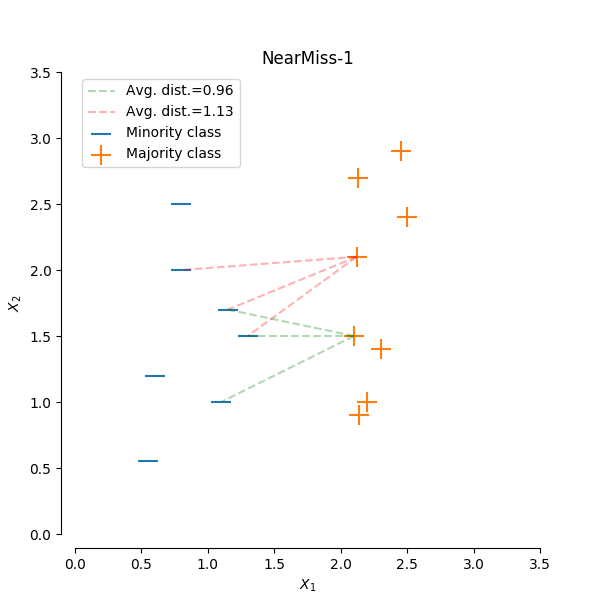 NearMiss-1
Avg. dist.=0.96
Avg. dist.=1.13
Minority class
Majority class
3.5
3.0
2.5
2.0
1.5
1.0
0.5
0.0
X2
0.0 0.5 1.0 1.5 2.0 2.5 3.0 3.5
X1